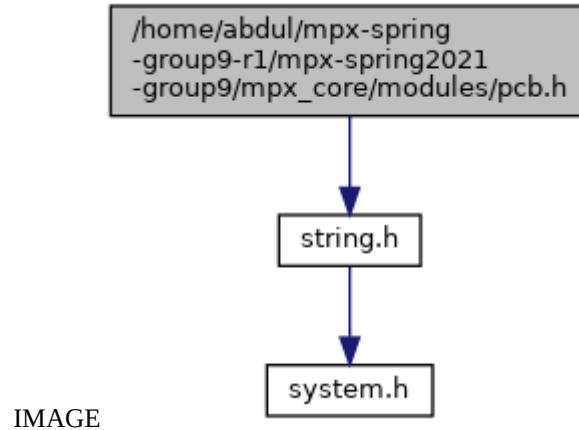 /home/abdul/mpx-spring
-group9-r1/mpx-spring2021
-group9/mpx_core/modules/pcb.h
string.h
system.h
IMAGE